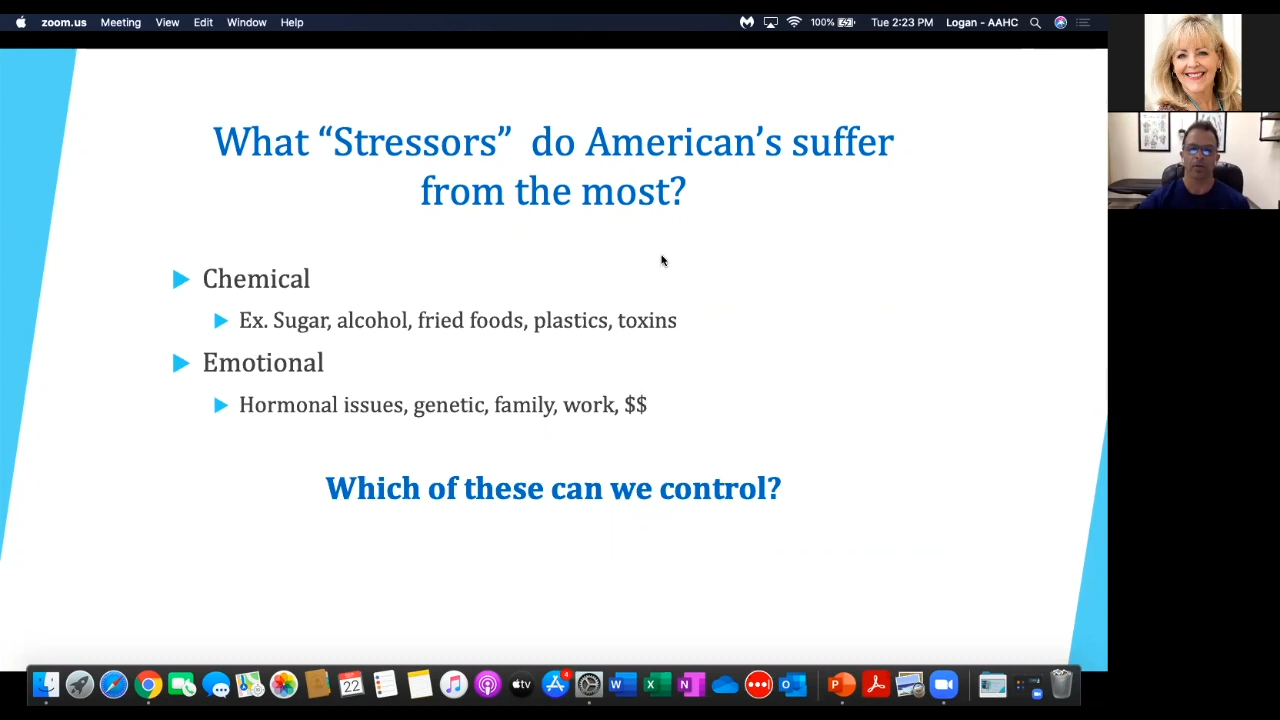 zoom.us Meeting View Edit Window Help 100% Tue 2:23 PM Logan - AAHC
What “Stressors”  do American’s suffer
from the most?
Chemical
Ex. Sugar, alcohol, fried foods, plastics, toxins
Emotional
Hormonal issues, genetic, family, work, $$
Which of these can we control?
4
22
tv
W
X
N
O
P